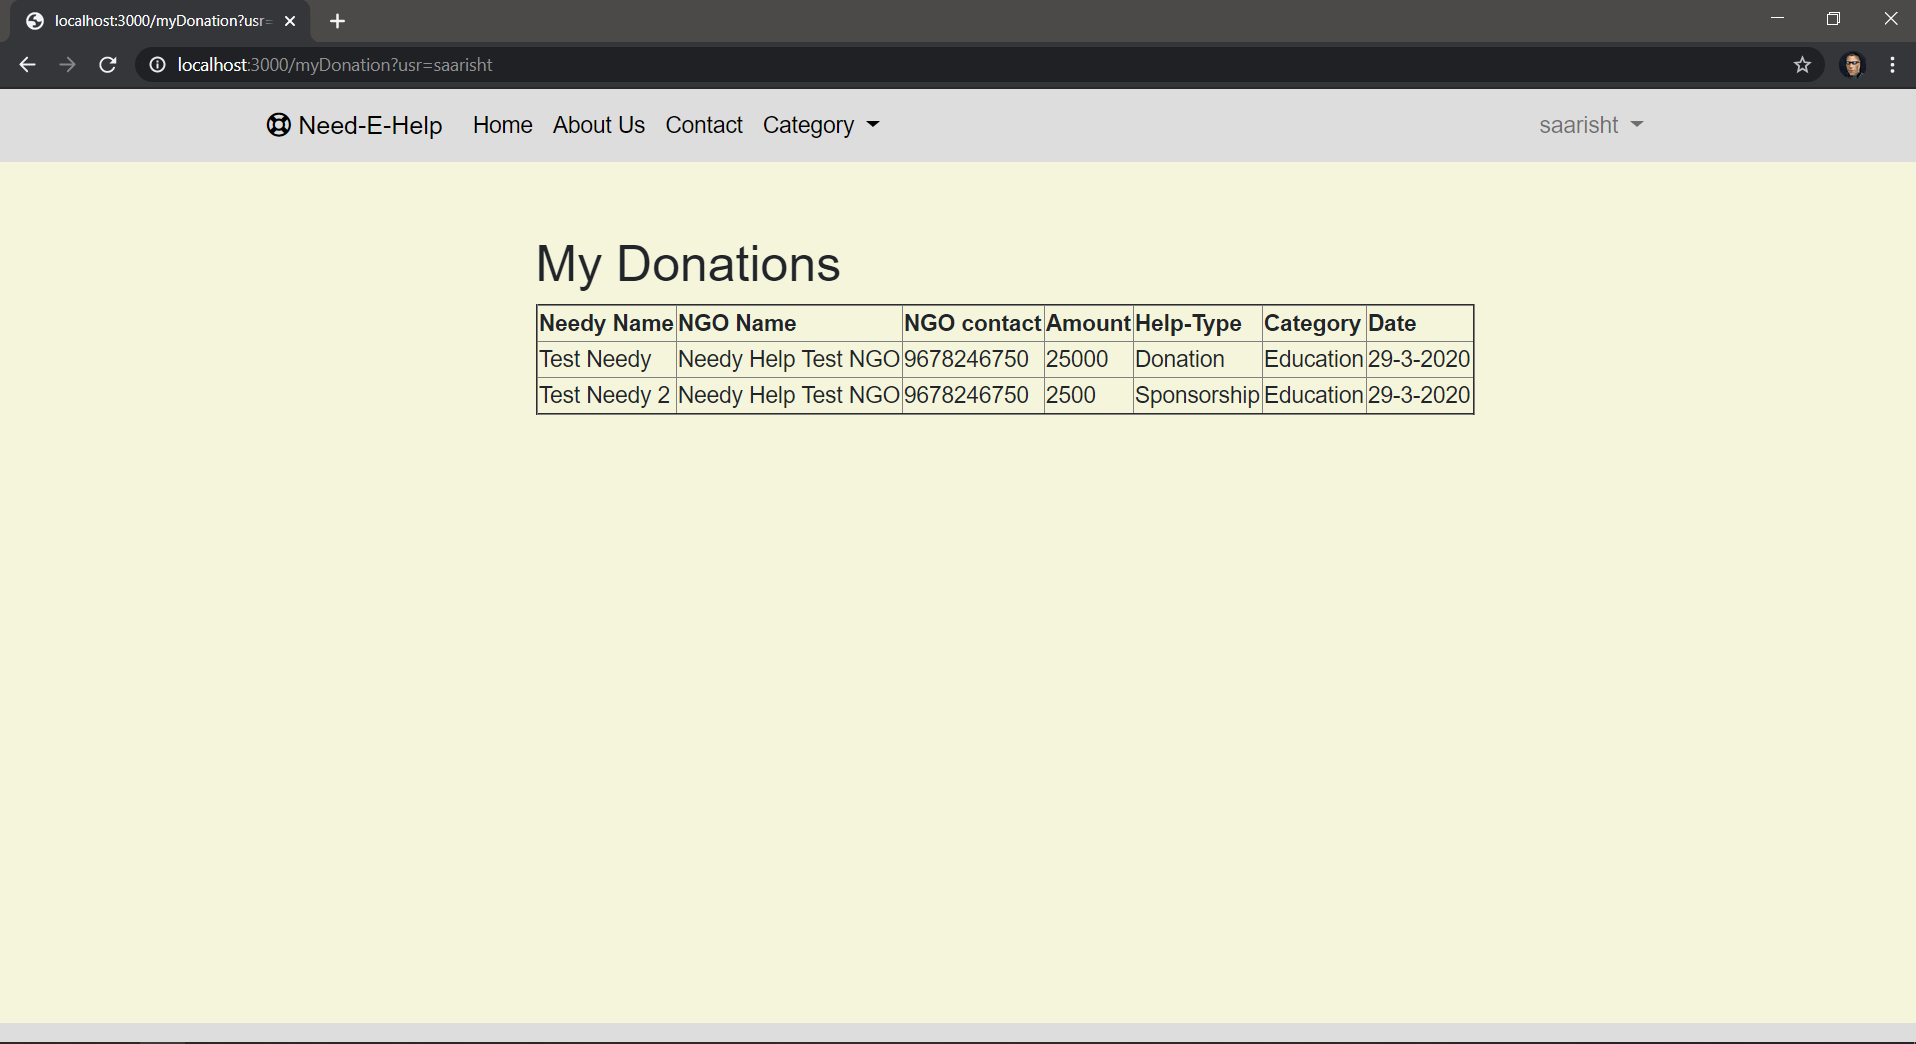 localhost:3000/myDonation?usr=
localhost:3000/myDonation?usr=saarisht
Need-E-Help Home About Us Contact Category saarisht
My Donations
Needy Name NGO Name NGO contact Amount Help-Type Category Date
Test Needy Needy Help Test NGO 9678246750 25000 Donation Education 29-3-2020
Test Needy 2 Needy Help Test NGO 9678246750 2500 Sponsorship Education 29-3-2020